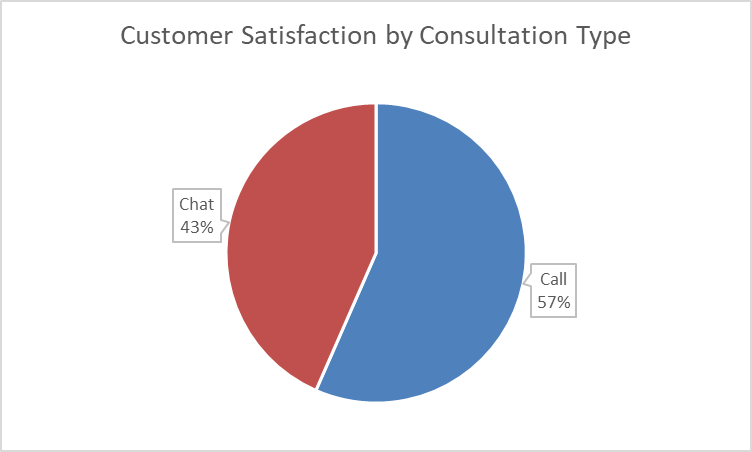 Customer Satisfaction by Consultation Type
Chat
43%
Call
57%